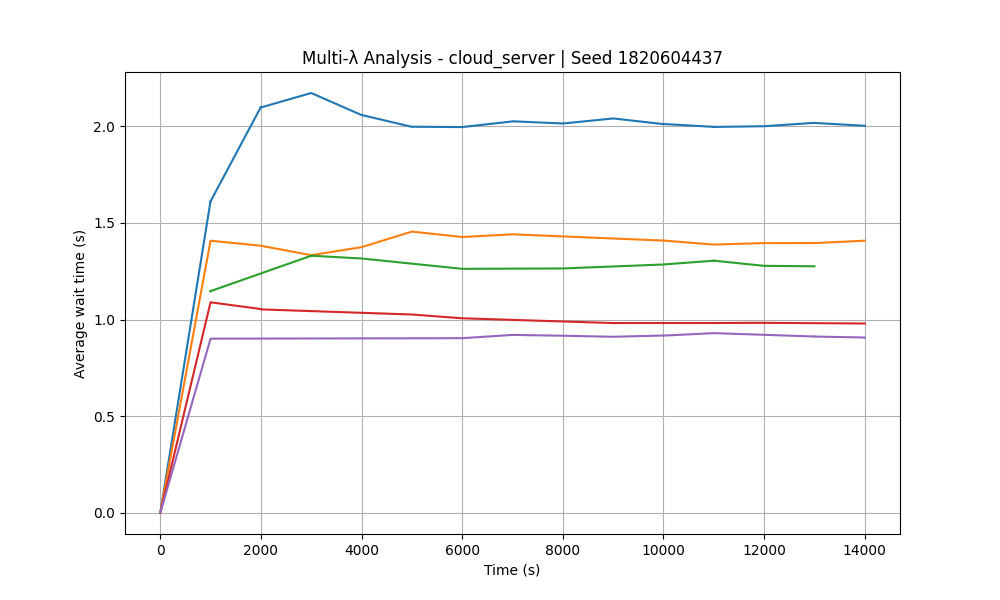 Multi-λ Analysis - cloud_server | Seed 1820604437
Average wait time (s)
2.0
1.5
1.0
0.5
0.0
0 2000 4000 6000 8000 10000 12000 14000
Time (s)